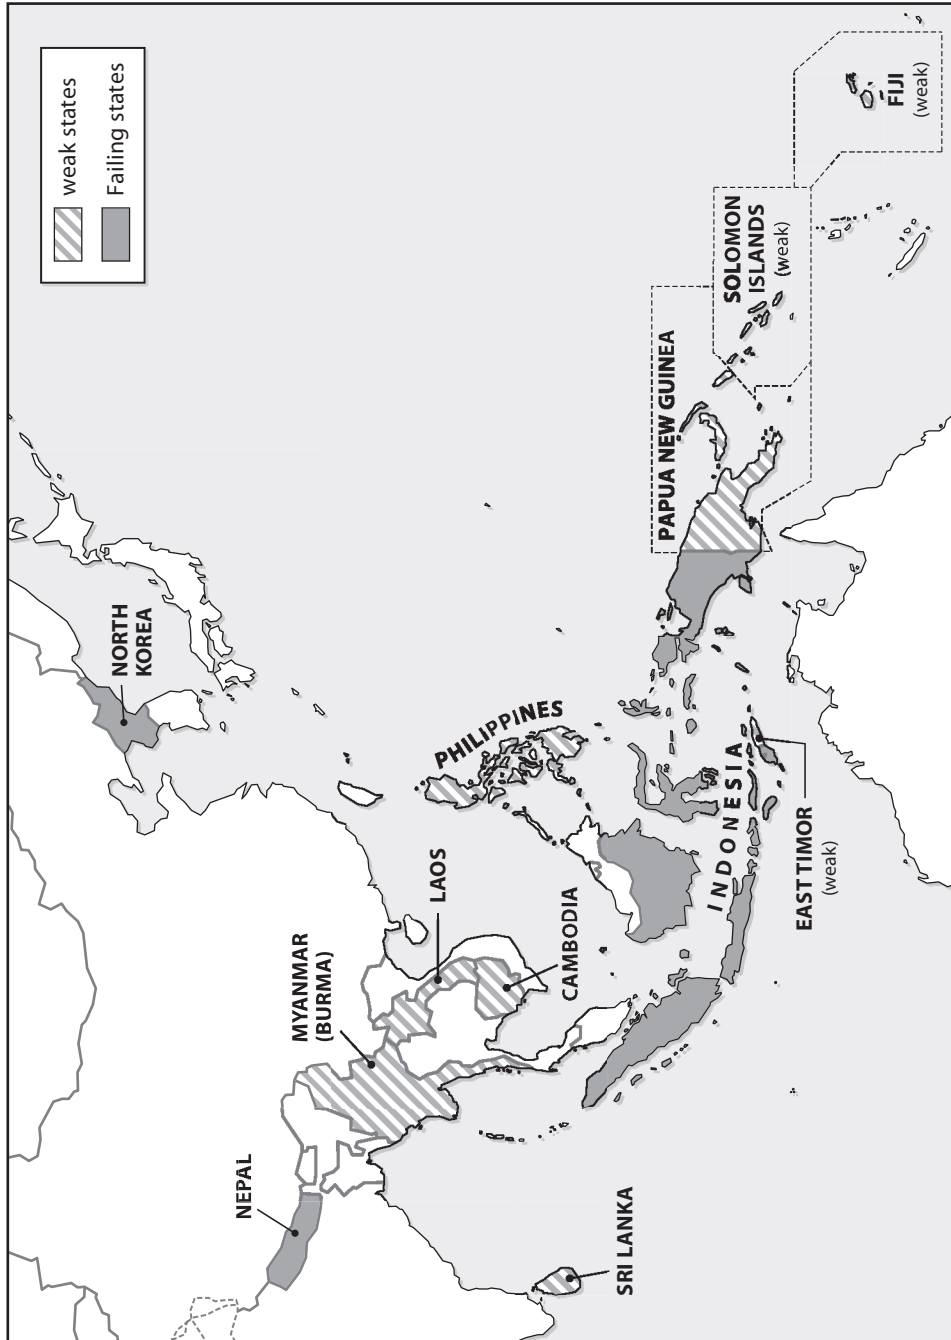 weak states
Failing states
NORTH
KOREA
NEPAL
MYANMAR
(BURMA)
LAOS
CAMBODIA
PHILIPPINES
SRI LANKA
INDONESIA
EAST TIMOR
(weak)
PAPUA NEW GUINEA
SOLOMON
ISLANDS
(weak)
FIJI
(weak)